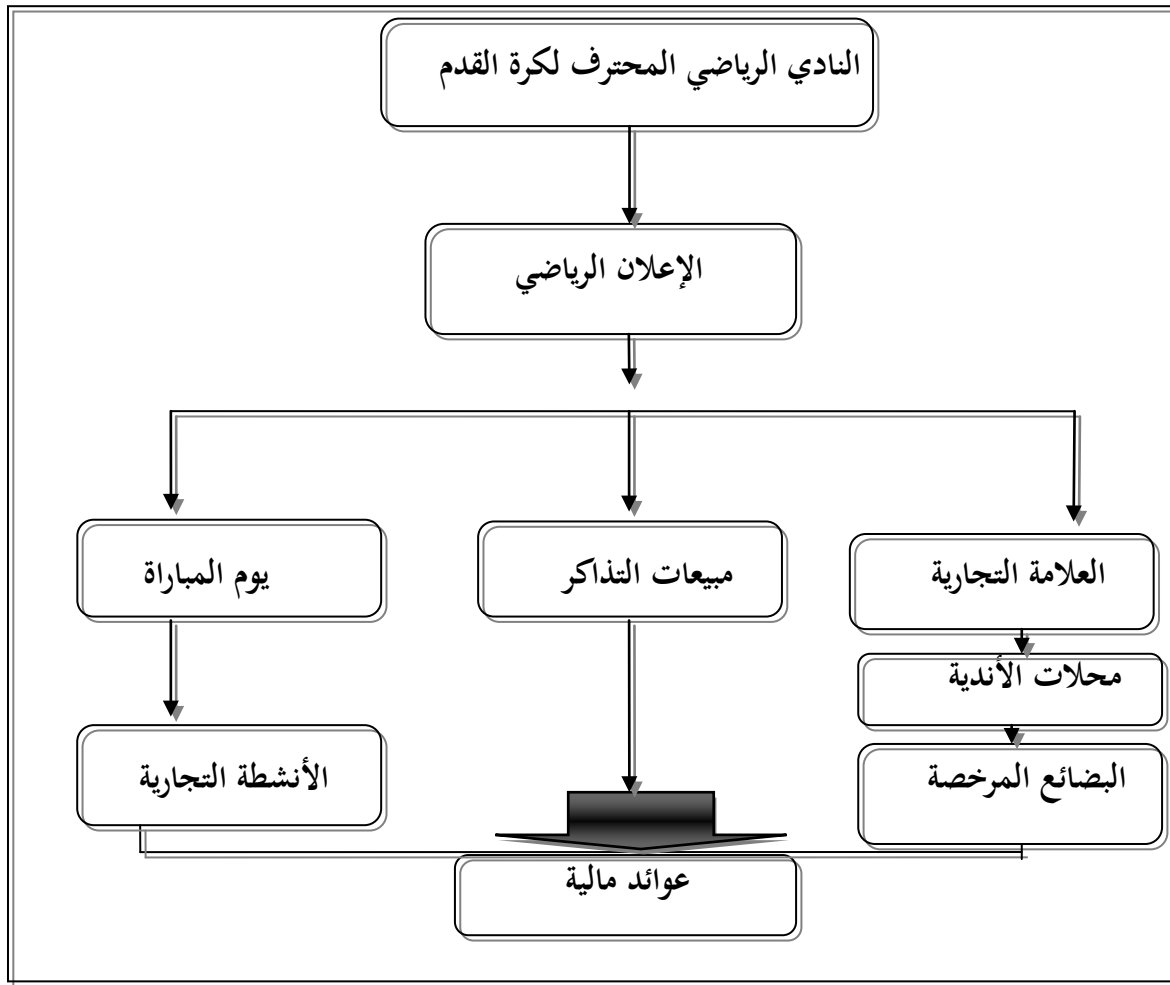 النادي الرياضي المحترف لكرة القدم
الإعلان الرياضي
العلامة التجارية
مبيعات التذاكر
يوم المباراة
محلات الأندية
البضائع المرخصة
الأنشطة التجارية
عوائد مالية